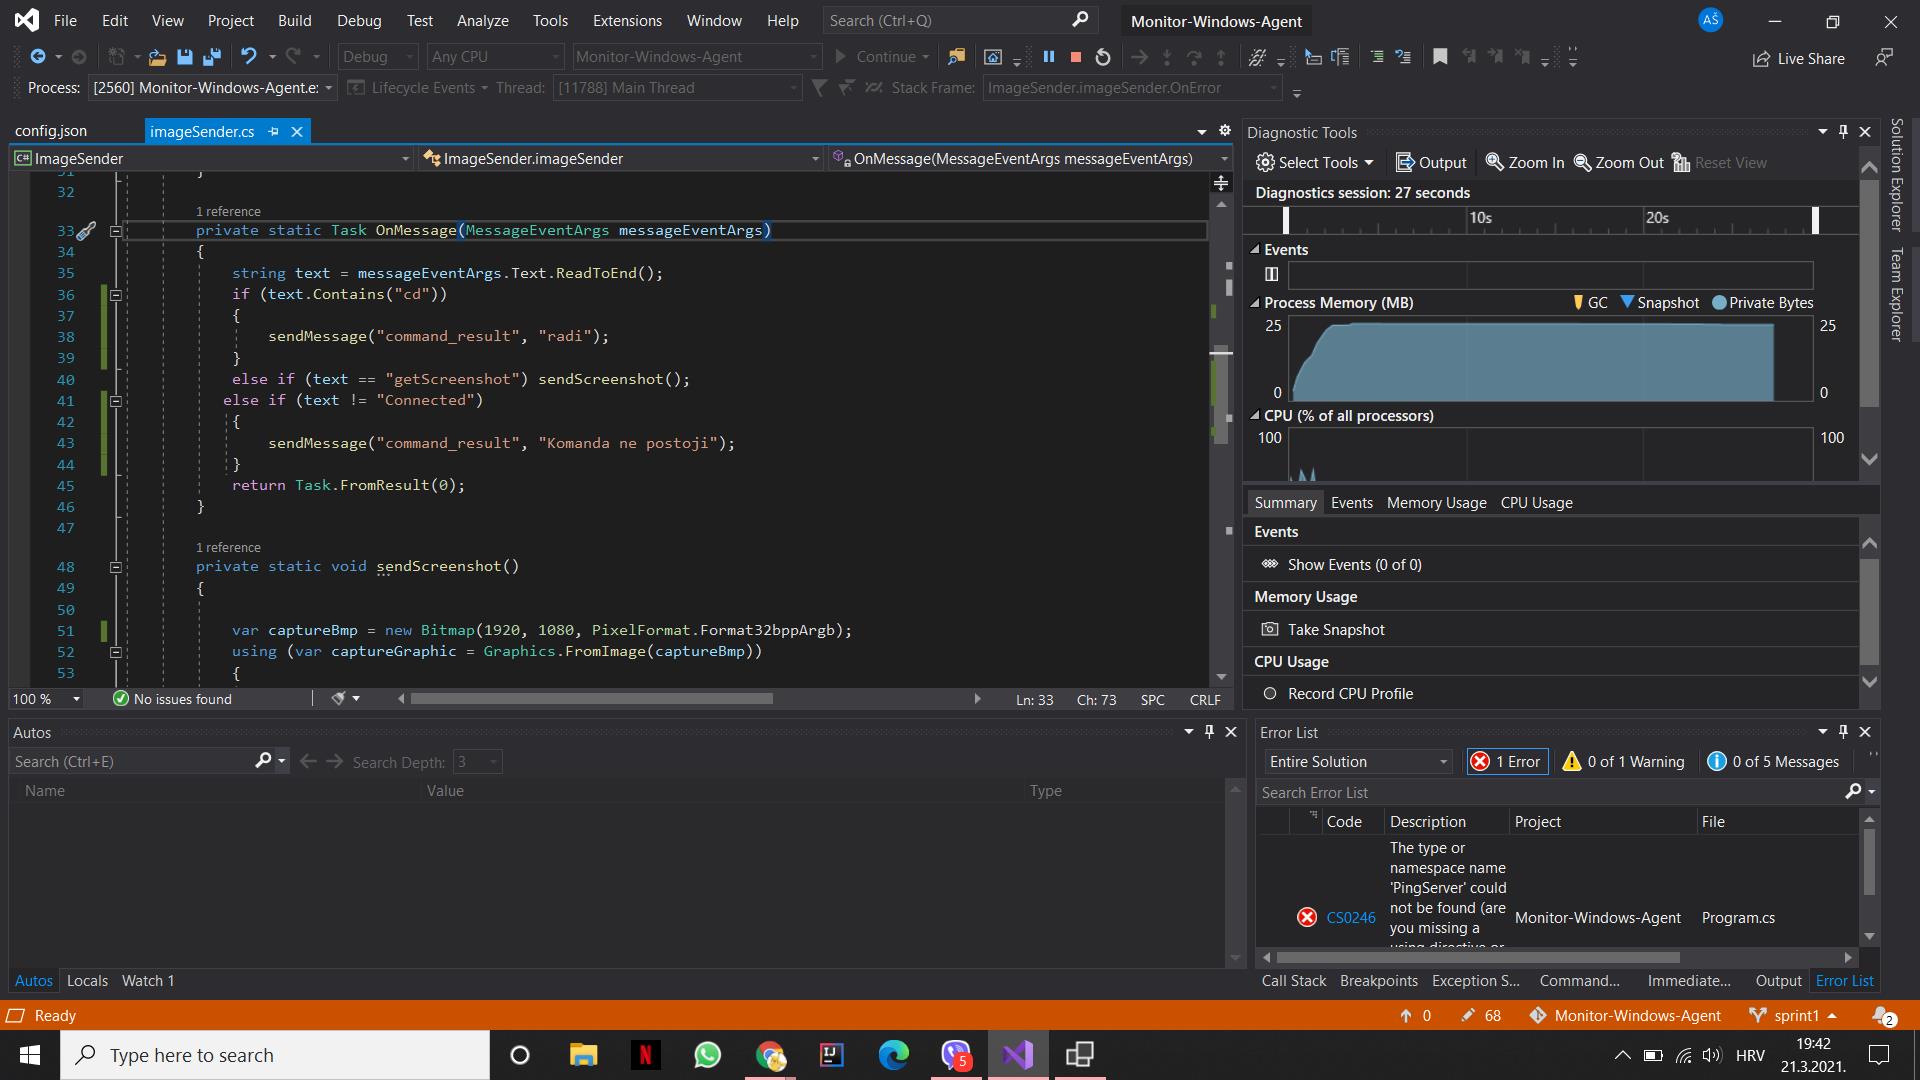 File Edit View Project Build Debug Test Analyze Tools Extensions Window Help Search (Ctrl+Q) Monitor-Windows-Agent AŠ
Debug Any CPU Monitor-Windows-Agent Continue Live Share
Process: [2560] Monitor-Windows-Agent.e: Lifecycle Events Thread: [11788] Main Thread Stack Frame: ImageSender.imageSender.OnError
config.json imageSender.cs
ImageSender ImageSender.imageSender OnMessage(MessageEventArgs messageEventArgs)
31 }
32
1 reference
33 private static Task OnMessage(MessageEventArgs messageEventArgs)
34 {
35 string text = messageEventArgs.Text.ReadToEnd();
36 if (text.Contains("cd"))
37 {
38 sendMessage("command_result", "radi");
39 }
40 else if (text == "getScreenshot") sendScreenshot();
41 else if (text != "Connected")
42 {
43 sendMessage("command_result", "Komanda ne postoji");
44 }
45 return Task.FromResult(0);
46 }
47
1 reference
48 private static void sendScreenshot()
49 {
50
51 var captureBmp = new Bitmap(1920, 1080, PixelFormat.Format32bppArgb);
52 using (var captureGraphic = Graphics.FromImage(captureBmp))
53 {
100 % No issues found Ln: 33 Ch: 73 SPC CRLF
Diagnostic Tools
Select Tools Output Zoom In Zoom Out Reset View
Diagnostics session: 27 seconds
10s 20s
Events
Process Memory (MB) GC Snapshot Private Bytes
25 25
0 0
CPU (% of all processors)
100 100
Summary Events Memory Usage CPU Usage
Events
Show Events (0 of 0)
Memory Usage
Take Snapshot
CPU Usage
Record CPU Profile
Solution Explorer
Team Explorer
Autos
Search (Ctrl+E) Search Depth: 3
Name Value Type
Autos Locals Watch 1
Error List
Entire Solution 1 Error 0 of 1 Warning 0 of 5 Messages
Search Error List
Code Description Project File
CS0246 The type or
namespace name
'PingServer' could
not be found (are
you missing a
using directive or
Monitor-Windows-Agent Program.cs
Call Stack Breakpoints Exception S... Command... Immediate... Output Error List
Ready 0 68 Monitor-Windows-Agent sprint1 2
Type here to search 5 HRV 19:42
21.3.2021.